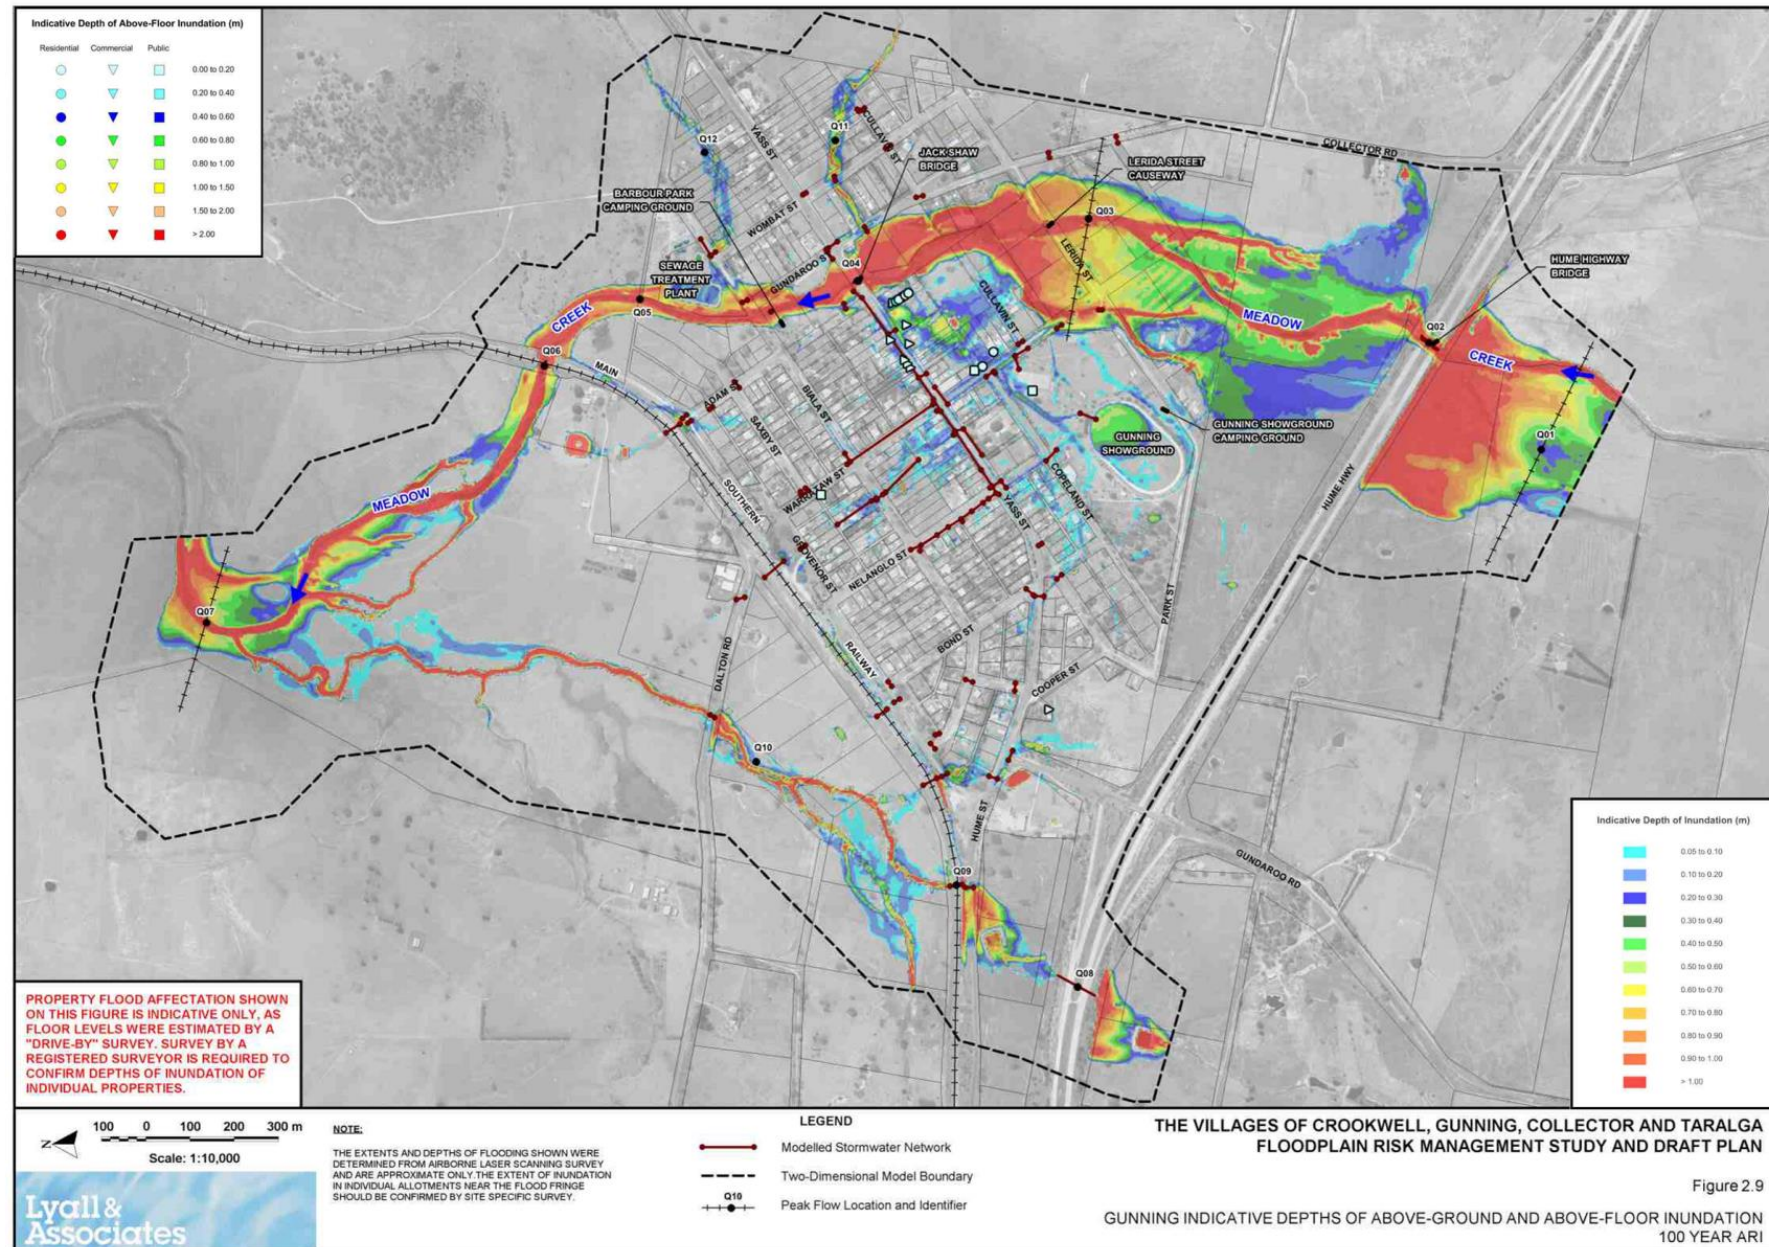 Indicative Depth of Above-Floor Inundation (m)
Residential Commercial Public
0.00 to 0.20
0.20 to 0.40
0.40 to 0.60
0.60 to 0.80
0.80 to 1.00
1.00 to 1.50
1.50 to 2.00
> 2.00
Q12
YASS ST
Q11
CULLAVIN ST
JACK SHAW
BRIDGE
COLLECTOR RD
LERIDA STREET
CAUSEWAY
BARBOUR PARK
CAMPING GROUND
WOMBAT ST
Q03
LERIDA ST
SEWAGE
TREATMENT
PLANT
GUNDAROO ST
Q04
HUME HIGHWAY
BRIDGE
CREEK
Q05
CULLAVIN ST
MEADOW
Q02
CREEK
Q06
MAIN
ADAM ST
SAXBY ST
BIALA ST
GUNNING
SHOWGROUND
GUNNING SHOWGROUND
CAMPING GROUND
Q01
MEADOW
SOUTHERN
WARRATAW ST
YASS ST
COPELAND ST
HUME HWY
GROVENOR ST
NELANGLO ST
Q07
PARK ST
BOND ST
RAILWAY
DALTON RD
COOPER ST
Q10
HUME ST
GUNDAROO RD
Q09
Q08
Indicative Depth of Inundation (m)
0.05 to 0.10
0.10 to 0.20
0.20 to 0.30
0.30 to 0.40
0.40 to 0.50
0.50 to 0.60
0.60 to 0.70
0.70 to 0.80
0.80 to 0.90
0.90 to 1.00
> 1.00
PROPERTY FLOOD AFFECTATION SHOWN
ON THIS FIGURE IS INDICATIVE ONLY, AS
FLOOR LEVELS WERE ESTIMATED BY A
"DRIVE-BY" SURVEY. SURVEY BY A
REGISTERED SURVEYOR IS REQUIRED TO
CONFIRM DEPTHS OF INUNDATION OF
INDIVIDUAL PROPERTIES.
N
100 0 100 200 300 m
Scale: 1:10,000
Lyall &
Associates
NOTE:
THE EXTENTS AND DEPTHS OF FLOODING SHOWN WERE
DETERMINED FROM AIRBORNE LASER SCANNING SURVEY
AND ARE APPROXIMATE ONLY.THE EXTENT OF INUNDATION
IN INDIVIDUAL ALLOTMENTS NEAR THE FLOOD FRINGE
SHOULD BE CONFIRMED BY SITE SPECIFIC SURVEY.
LEGEND
Modelled Stormwater Network
Two-Dimensional Model Boundary
Q10
Peak Flow Location and Identifier
THE VILLAGES OF CROOKWELL, GUNNING, COLLECTOR AND TARALGA
FLOODPLAIN RISK MANAGEMENT STUDY AND DRAFT PLAN
Figure 2.9
GUNNING INDICATIVE DEPTHS OF ABOVE-GROUND AND ABOVE-FLOOR INUNDATION
100 YEAR ARI